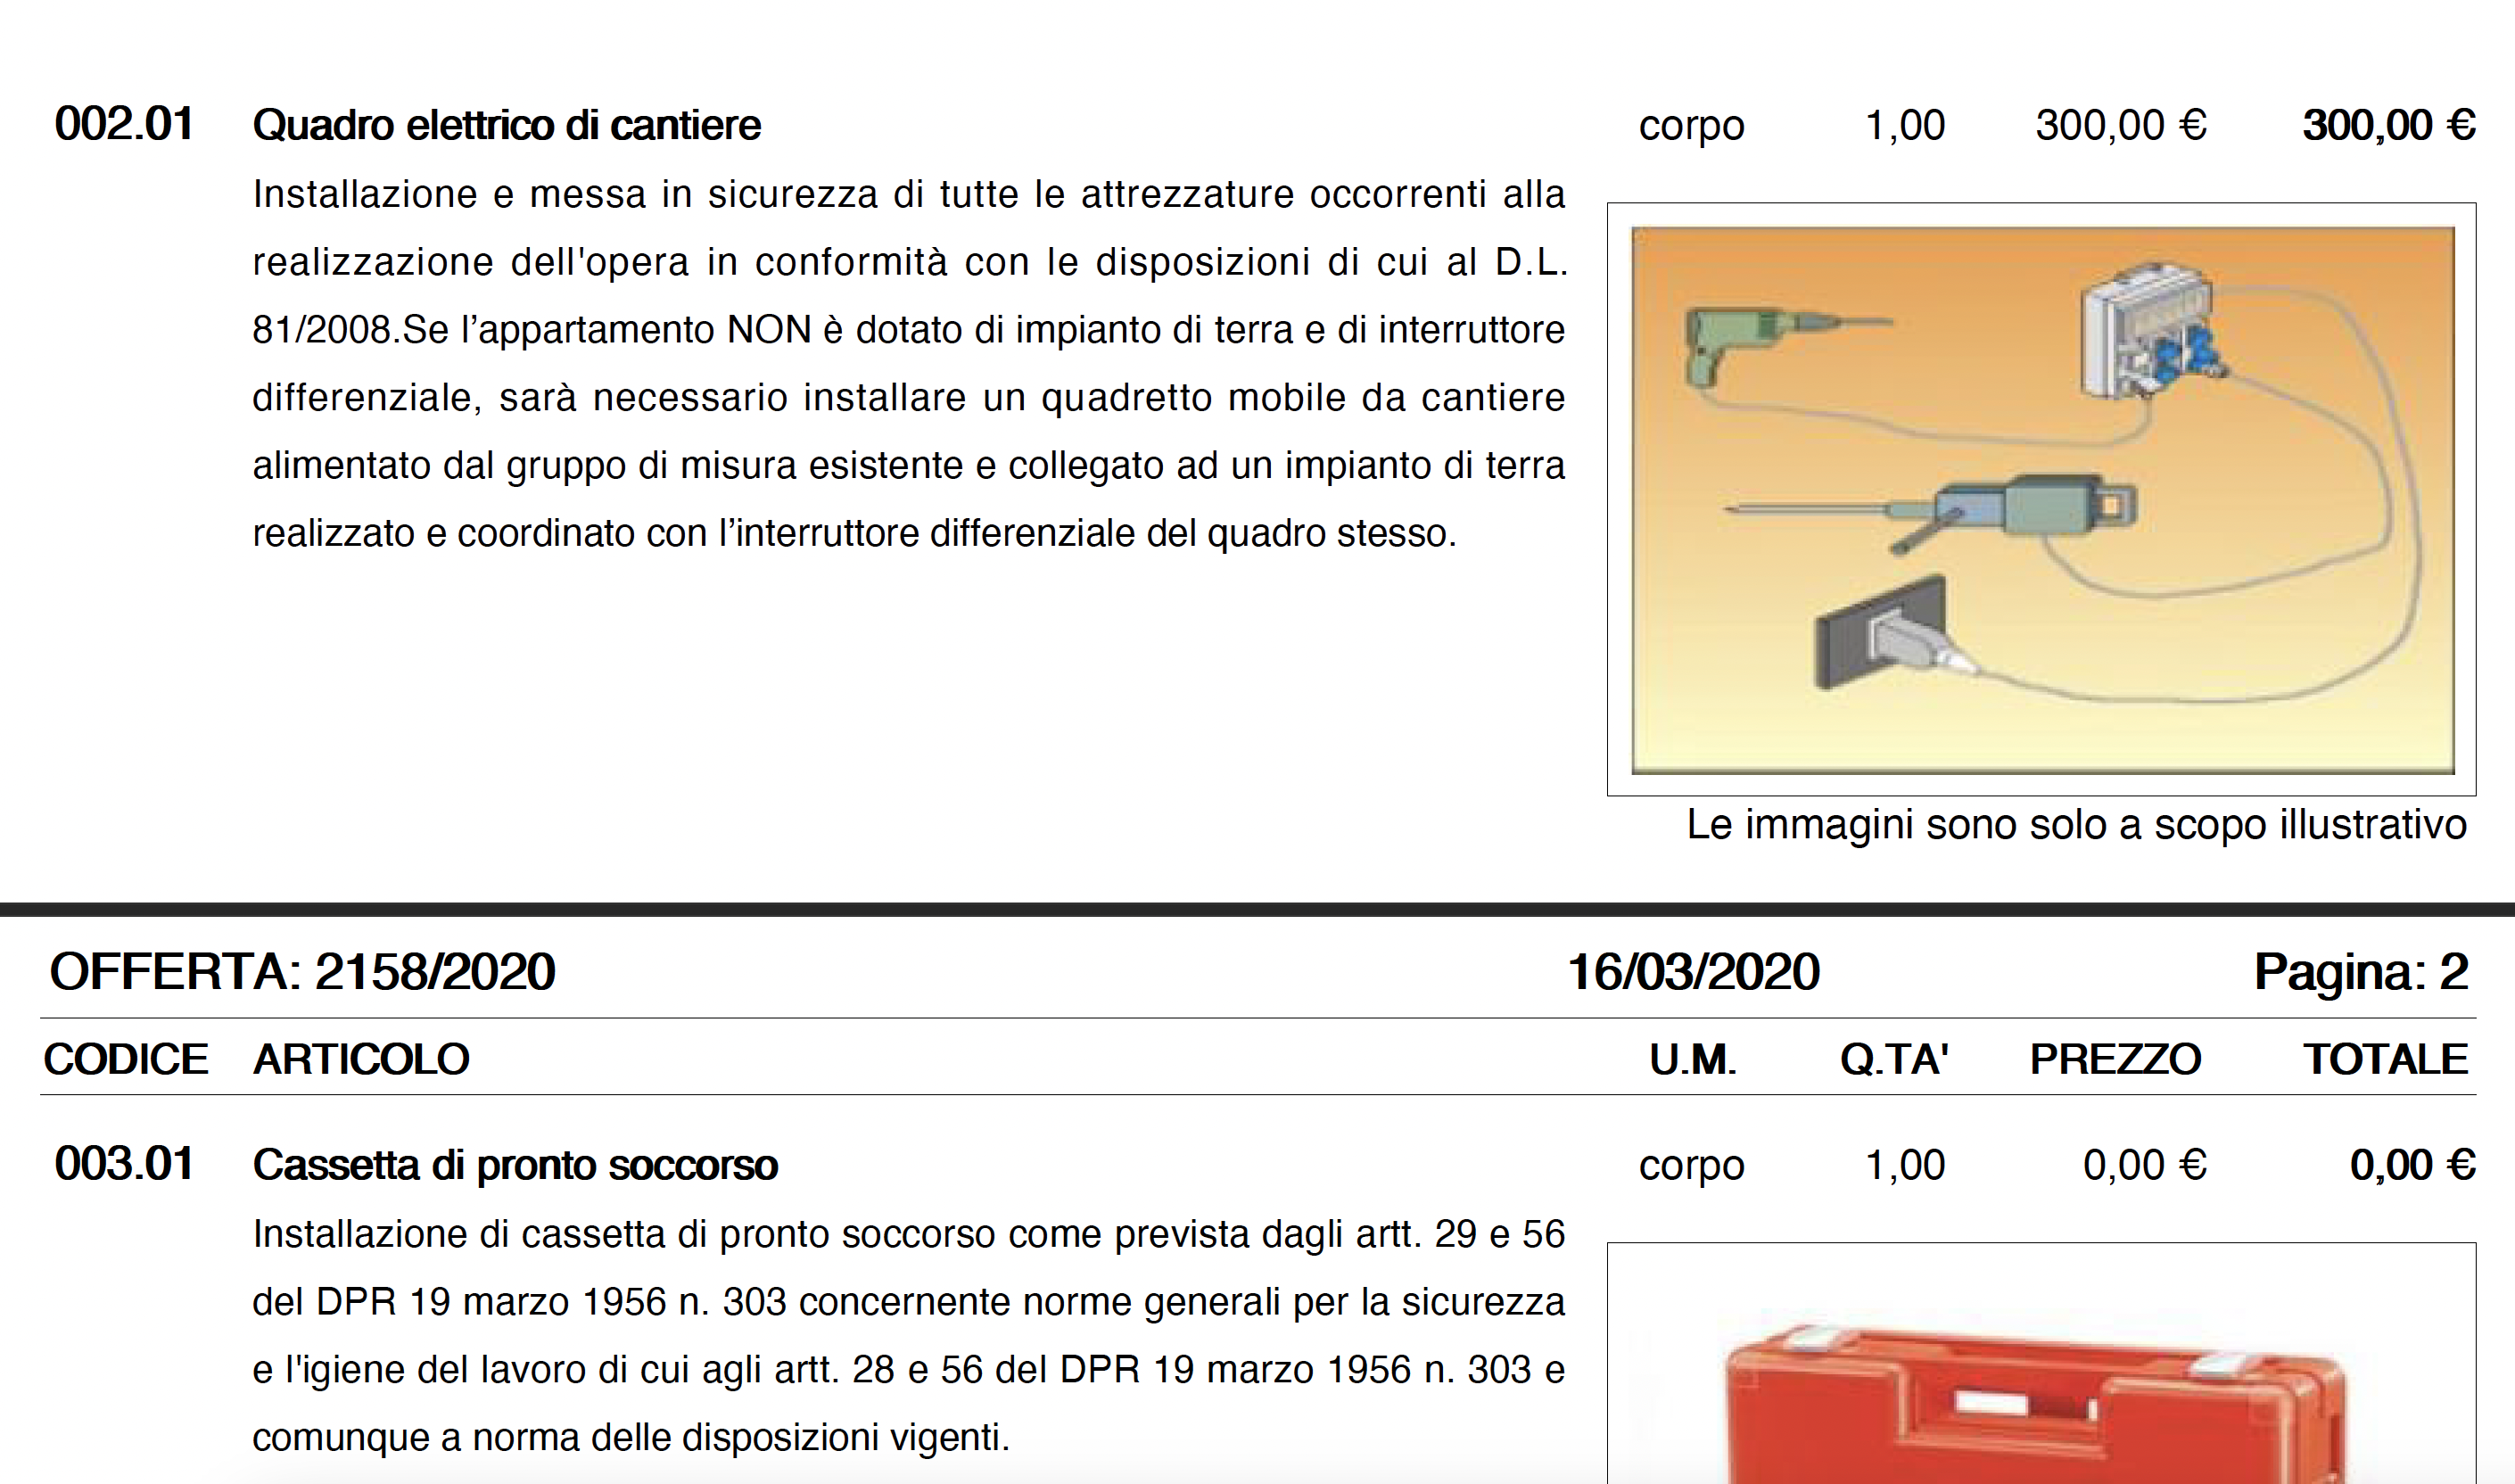 002.01 Quadro elettrico di cantiere corpo 1,00 300,00 € 300,00 €
Installazione e messa in sicurezza di tutte le attrezzature occorrenti alla
realizzazione dell'opera in conformità con le disposizioni di cui al D.L.
81/2008.Se l’appartamento NON è dotato di impianto di terra e di interruttore
differenziale, sarà necessario installare un quadretto mobile da cantiere
alimentato dal gruppo di misura esistente e collegato ad un impianto di terra
realizzato e coordinato con l’interruttore differenziale del quadro stesso.
Le immagini sono solo a scopo illustrativo
OFFERTA: 2158/2020 16/03/2020 Pagina: 2
CODICE ARTICOLO U.M. Q.TA' PREZZO TOTALE
003.01 Cassetta di pronto soccorso corpo 1,00 0,00 € 0,00 €
Installazione di cassetta di pronto soccorso come prevista dagli artt. 29 e 56
del DPR 19 marzo 1956 n. 303 concernente norme generali per la sicurezza
e l'igiene del lavoro di cui agli artt. 28 e 56 del DPR 19 marzo 1956 n. 303 e
comunque a norma delle disposizioni vigenti.